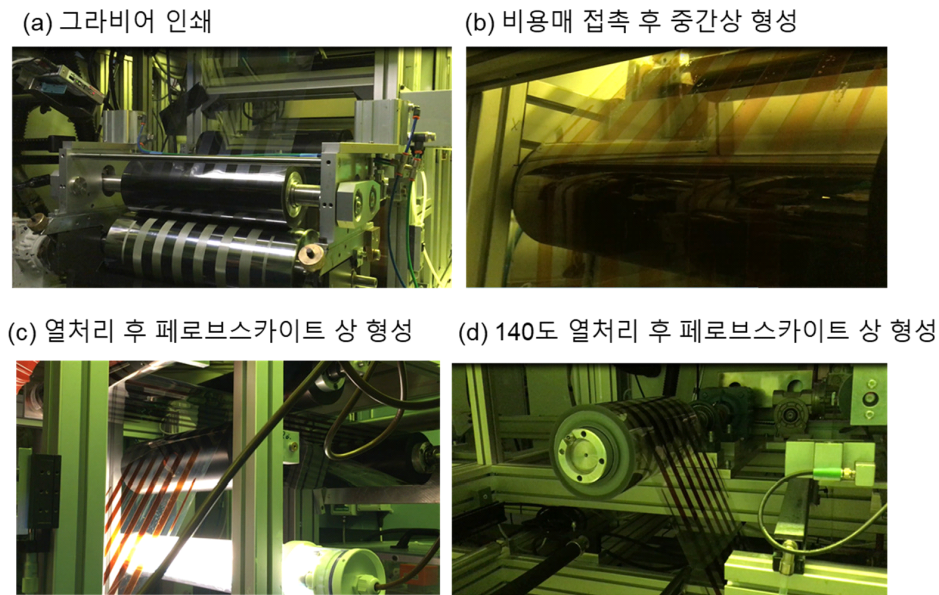 (a) 그라비어 인쇄
(b) 비용매 접촉 후 중간상 형성
(c) 열처리 후 페로브스카이트 상 형성
(d) 140도 열처리 후 페로브스카이트 상 형성